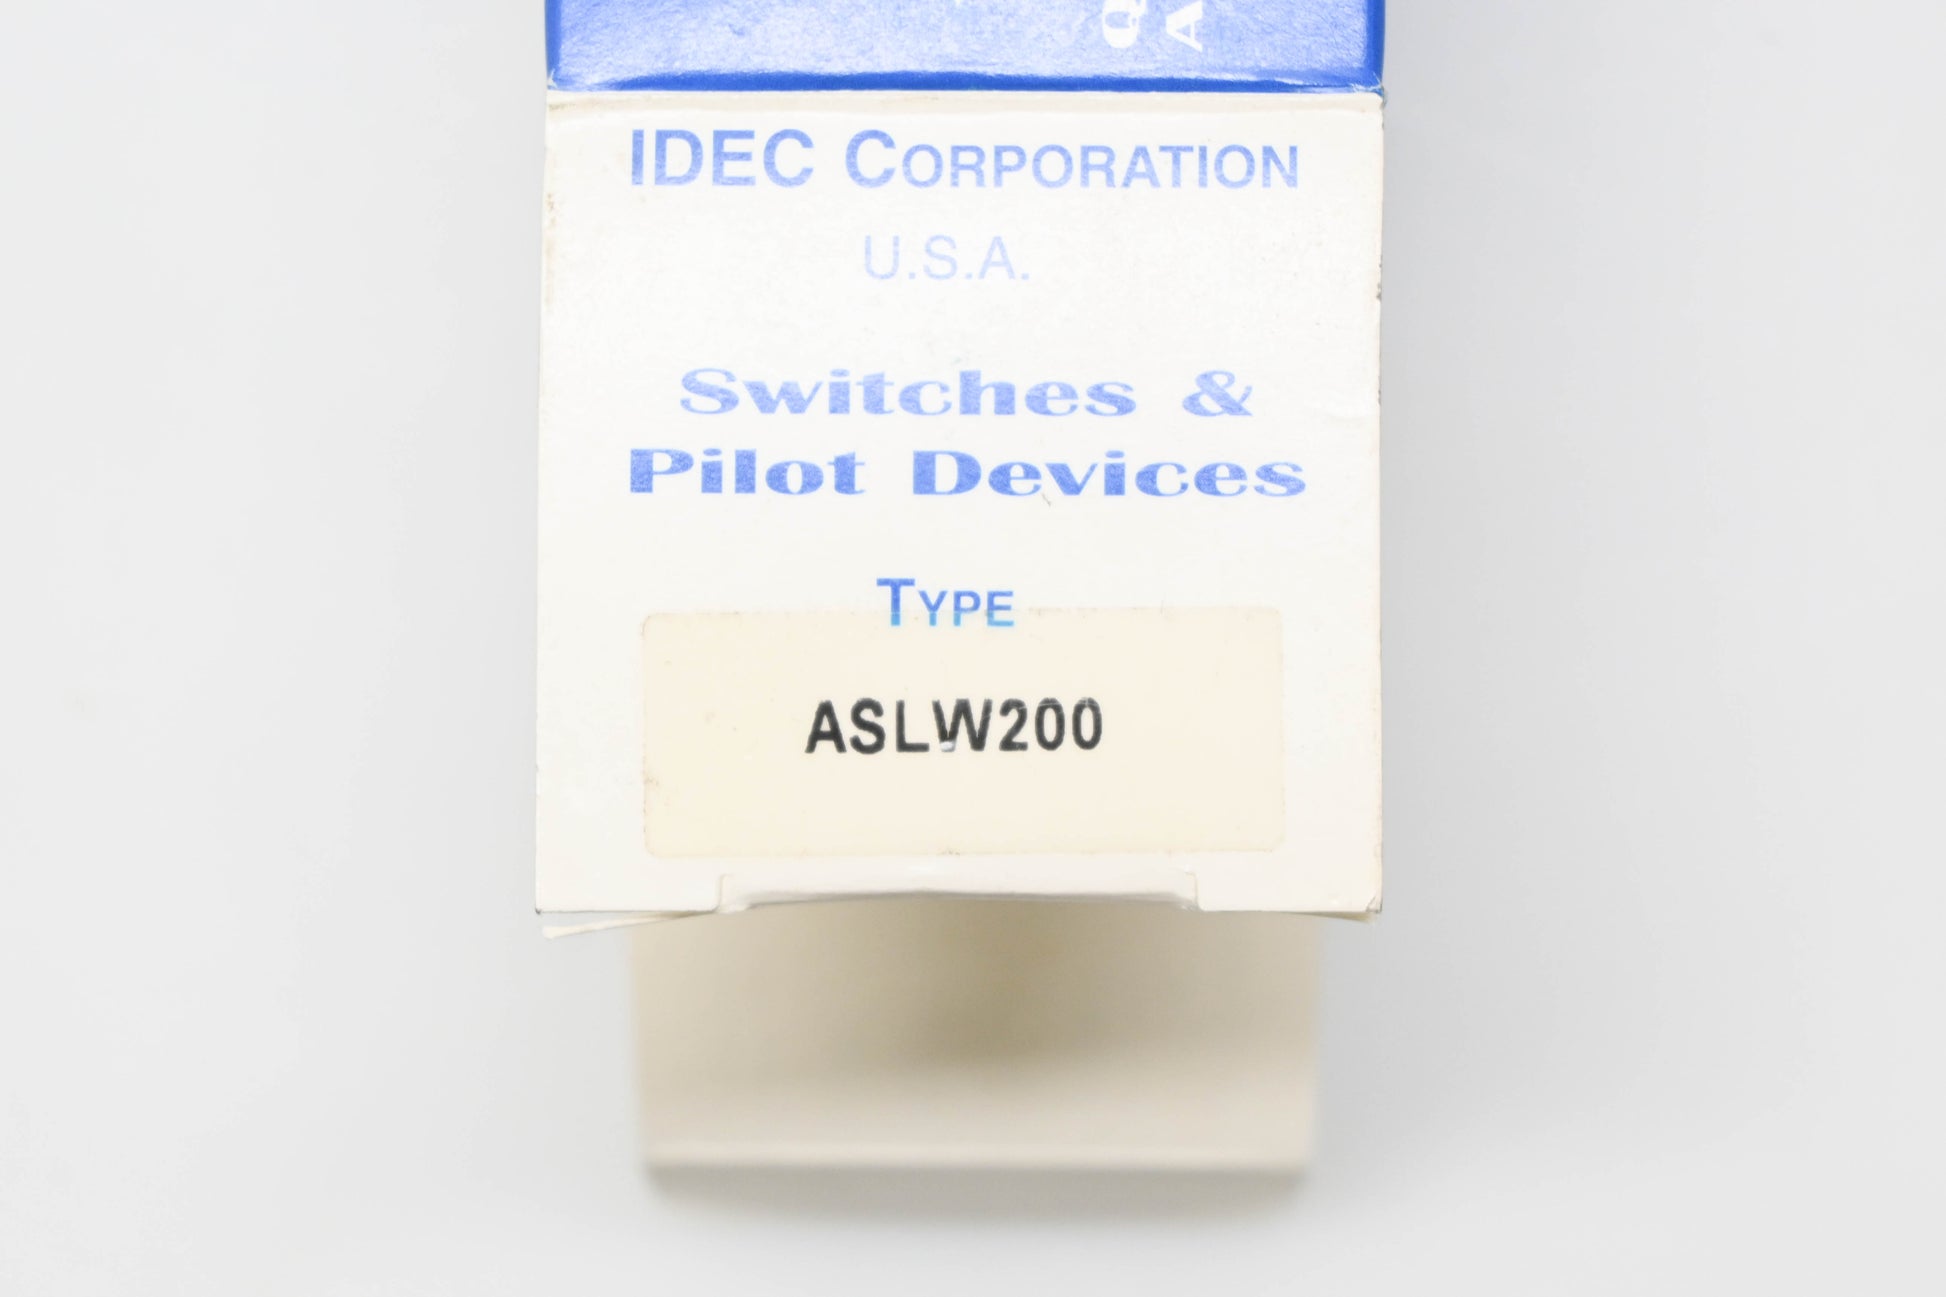 Q
A
IDEC CORPORATION
U.S.A.
Switches &
Pilot Devices
TYPE
ASLW200